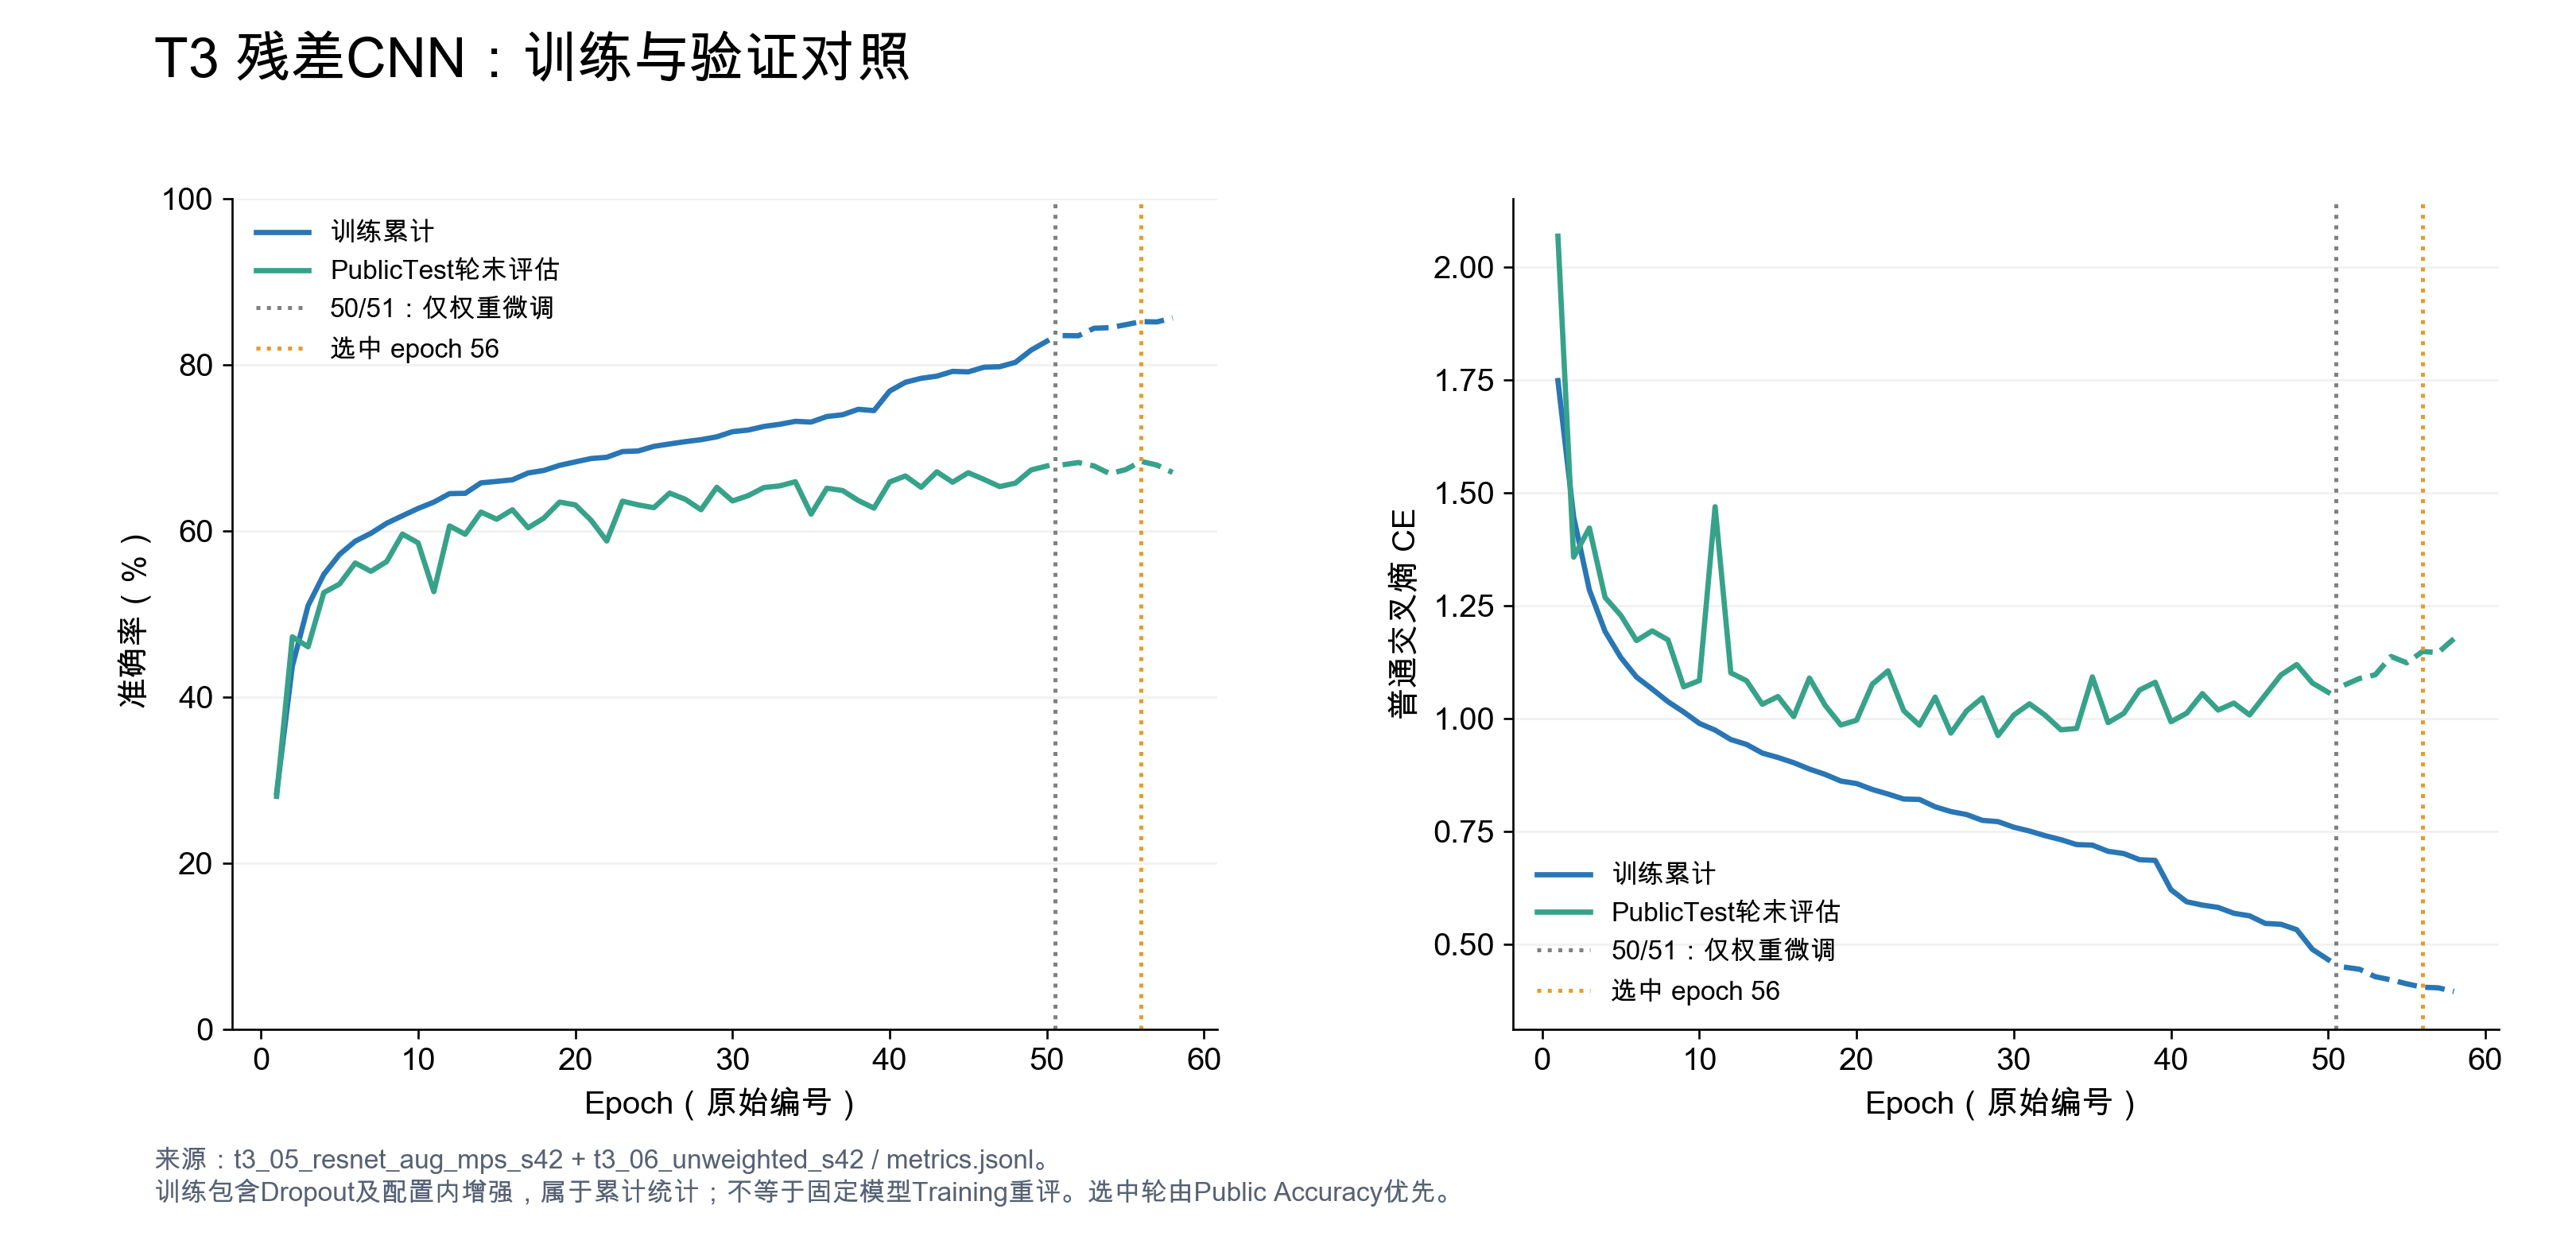 T3 残差CNN：训练与验证对照
100
80
60
40
20
0
准确率（%）
训练累计
PublicTest轮末评估
50/51：仅权重微调
选中 epoch 56
0 10 20 30 40 50 60
Epoch（原始编号）
2.00
1.75
1.50
1.25
1.00
0.75
0.50
普通交叉熵 CE
训练累计
PublicTest轮末评估
50/51：仅权重微调
选中 epoch 56
0 10 20 30 40 50 60
Epoch（原始编号）
来源：t3_05_resnet_aug_mps_s42 + t3_06_unweighted_s42 / metrics.jsonl。
训练包含Dropout及配置内增强，属于累计统计；不等于固定模型Training重评。选中轮由Public Accuracy优先。